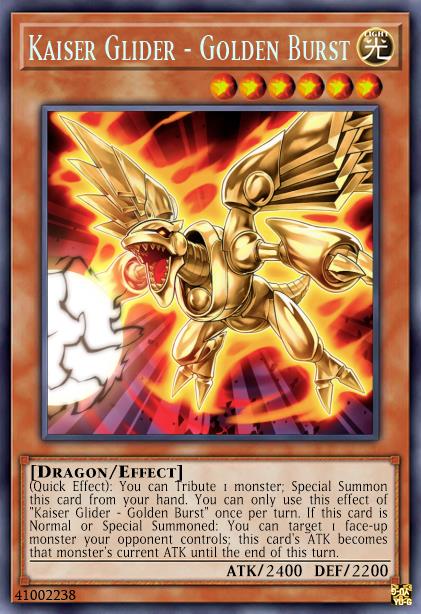 KAISER GLIDER - GOLDEN BURST
LIGHT
光
[DRAGON/EFFECT]
(Quick Effect): You can Tribute 1 monster; Special Summon
this card from your hand. You can only use this effect of
"Kaiser Glider - Golden Burst" once per turn. If this card is
Normal or Special Summoned: You can target 1 face-up
monster your opponent controls; this card's ATK becomes
that monster's current ATK until the end of this turn.
ATK/2400 DEF/2200
41002238